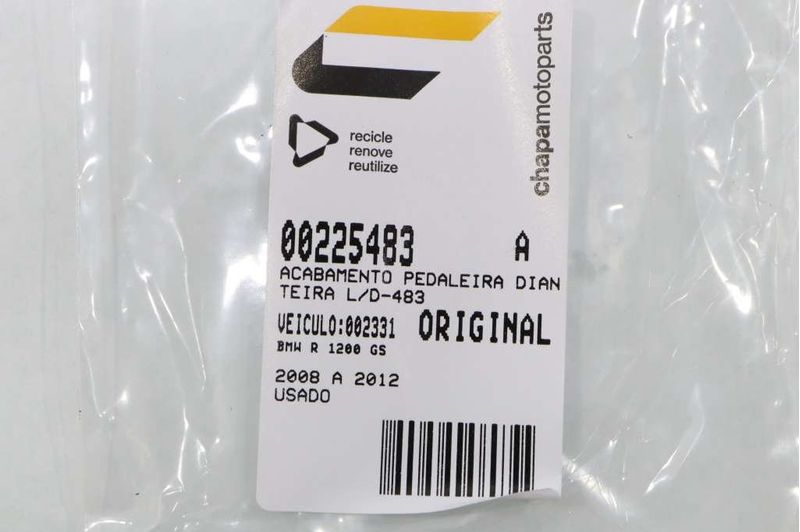 chapamotoparts
recicle
renove
reutilize
00225483 A
ACABAMENTO PEDALEIRA DIAN
TEIRA L/D-483
VEICULO:002331 ORIGINAL
BMW R 1200 GS
2008 A 2012
USADO